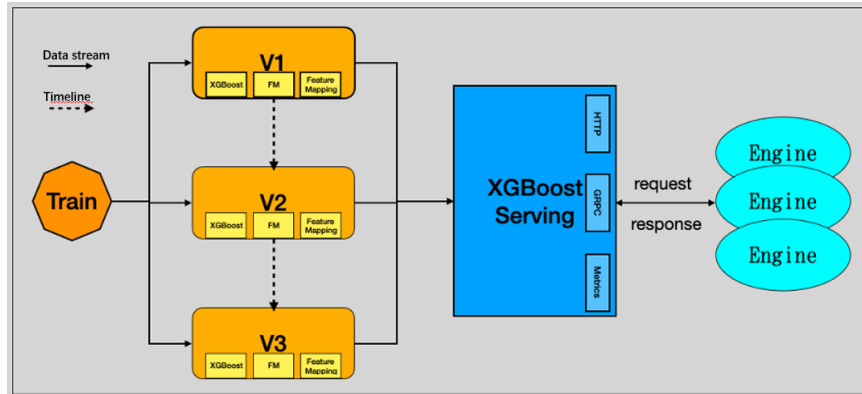 Data stream
Timeline
Train
V1
XGBoost
FM
Feature
Mapping
V2
XGBoost
FM
Feature
Mapping
V3
XGBoost
FM
Feature
Mapping
XGBoost
Serving
HTTP
GRPC
Metrics
request
response
Engine
Engine
Engine